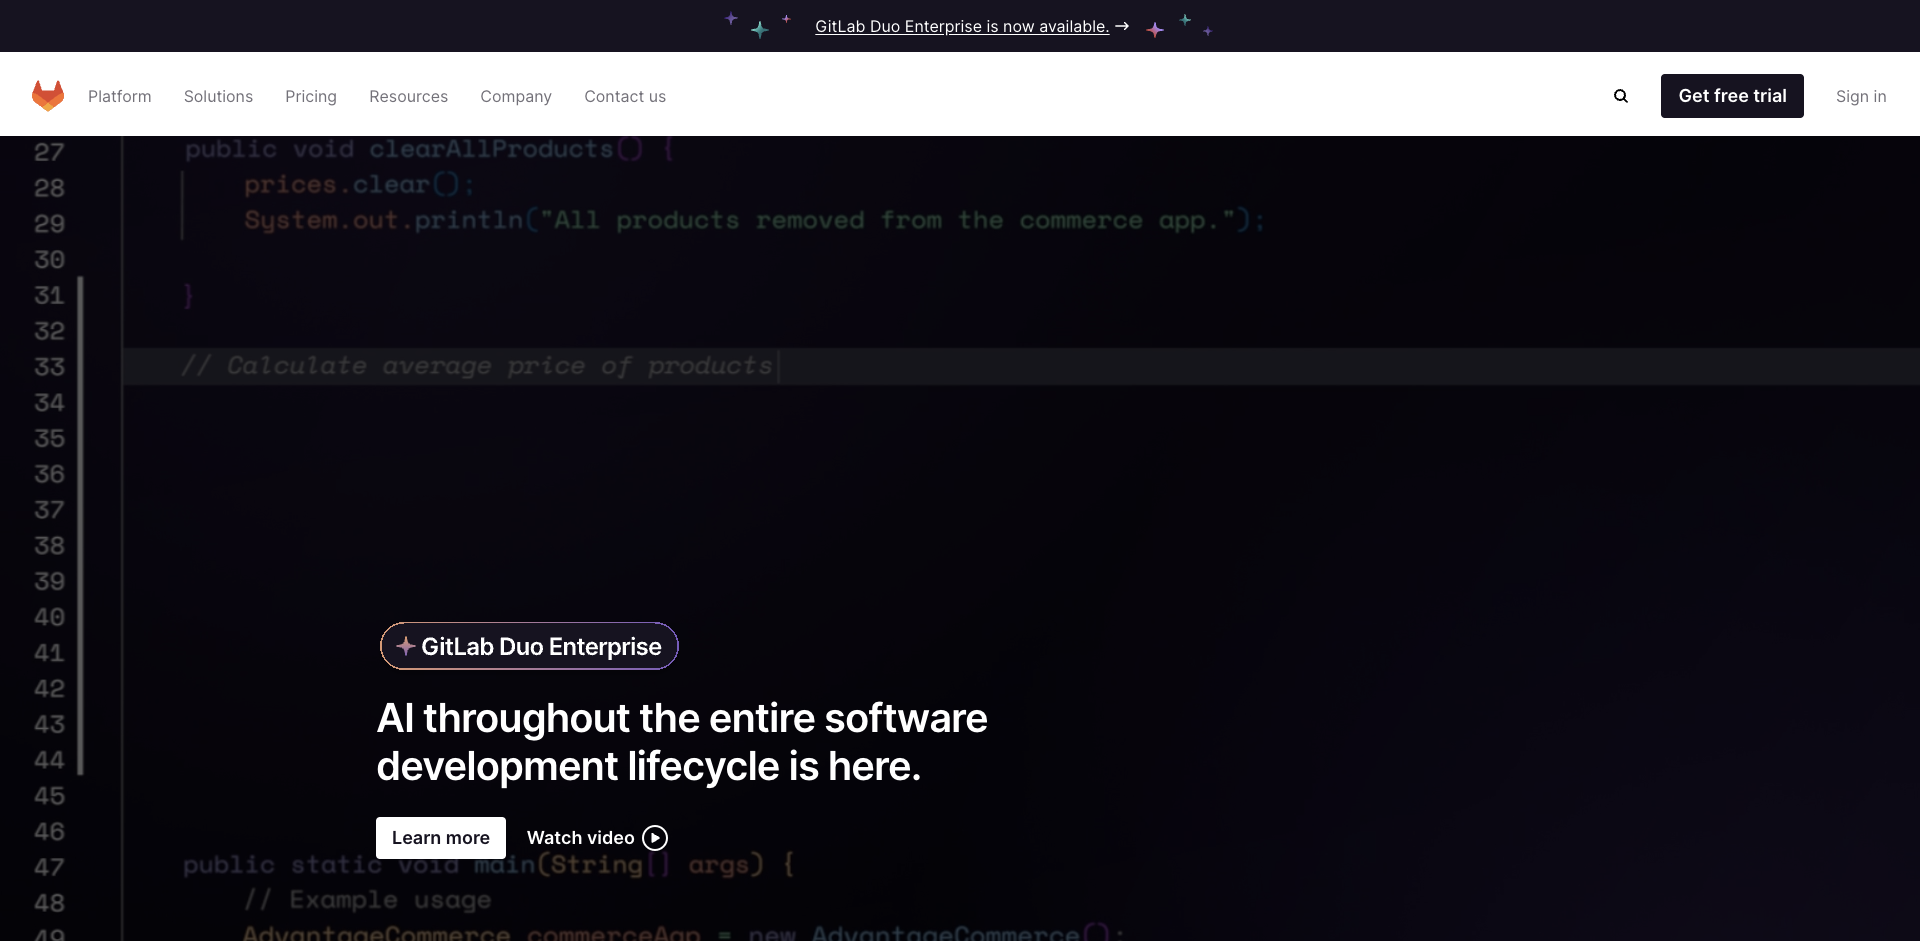 GitLab Duo Enterprise is now available. →
Platform Solutions Pricing Resources Company Contact us Get free trial Sign in
27 public void clearAllProducts() {
28 prices.clear();
29 System.out.println("All products removed from the commerce app.");
30
31 }
32
33 // Calculate average price of products
34
35
36
37
38
39
40
41
42
43
44
45
46
GitLab Duo Enterprise
AI throughout the entire software
development lifecycle is here.
Learn more Watch video
47 public static void main(String[] args) {
48 // Example usage
49 AdvantageCommerce commerceApp = new AdvantageCommerce();